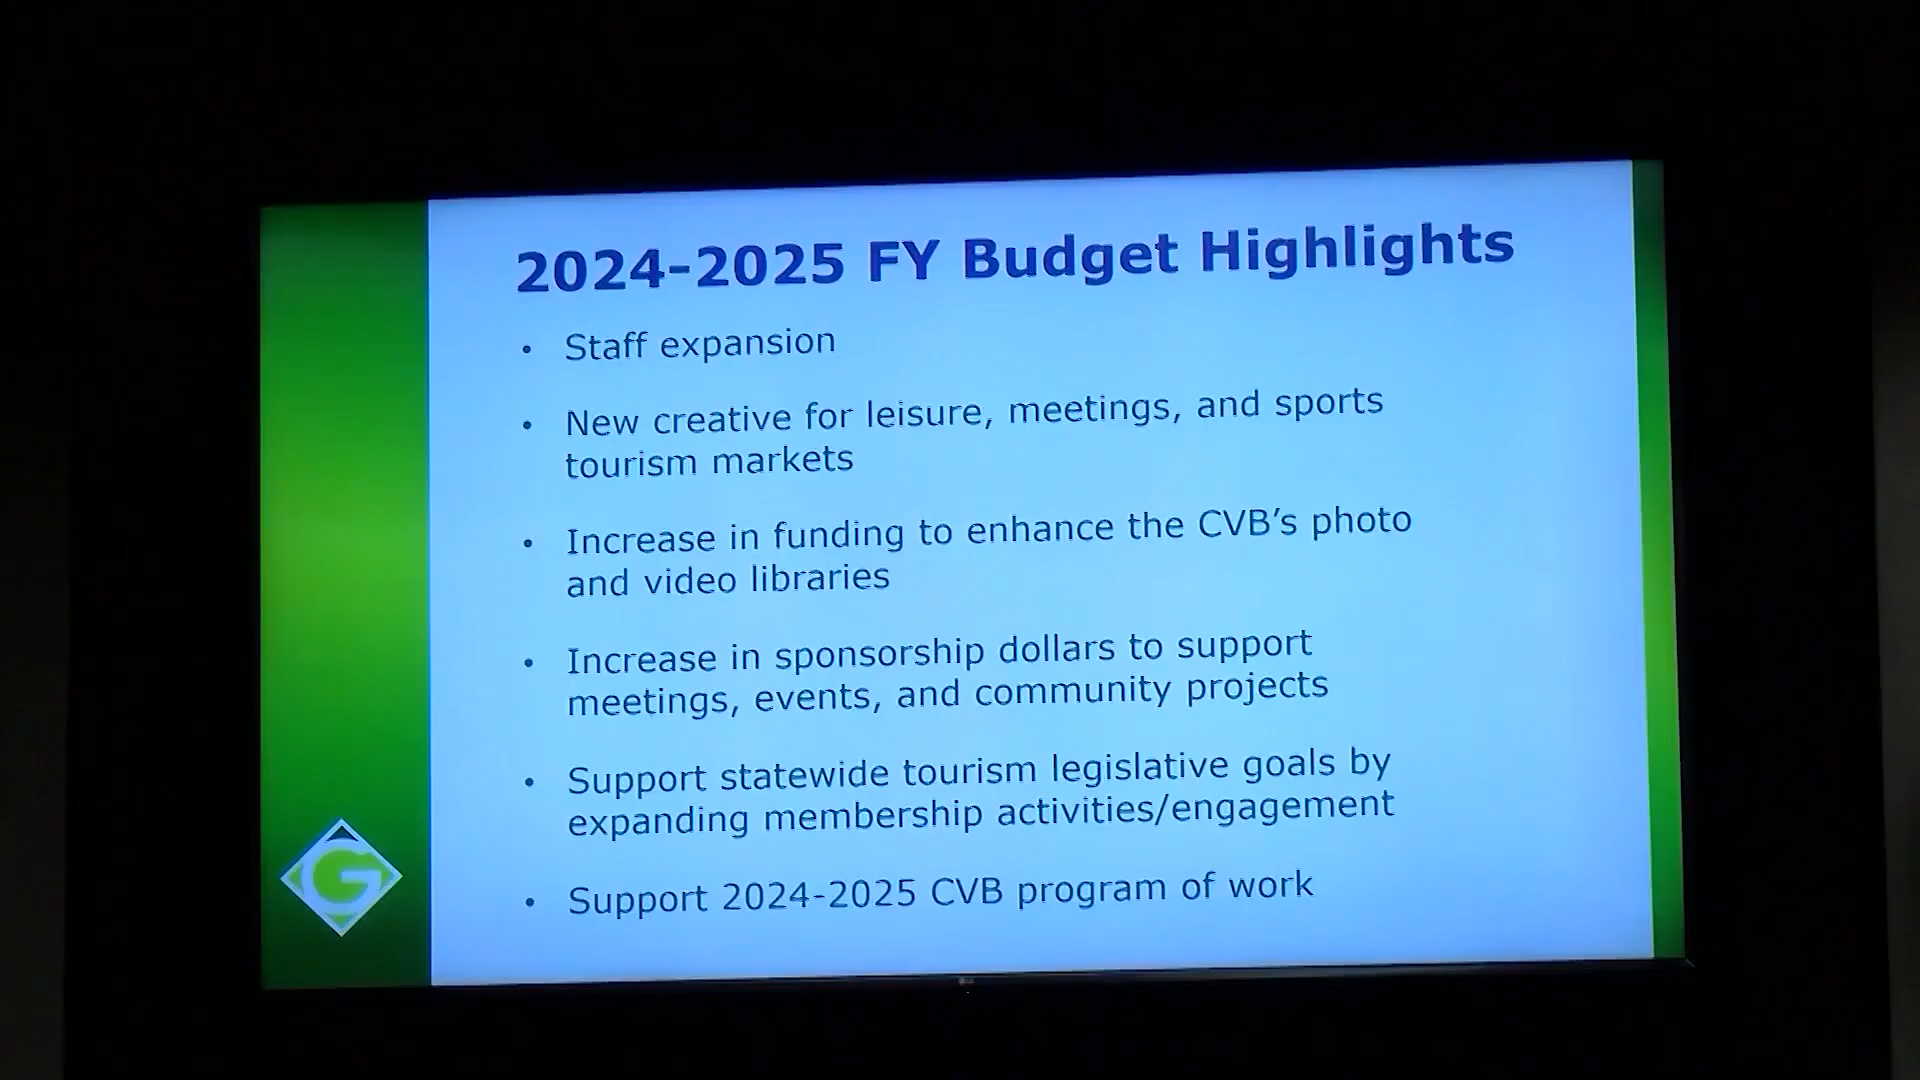 2024-2025 FY Budget Highlights
• Staff expansion
• New creative for leisure, meetings, and sports
tourism markets
• Increase in funding to enhance the CVB's photo
and video libraries
• Increase in sponsorship dollars to support
meetings, events, and community projects
• Support statewide tourism legislative goals by
expanding membership activities/engagement
• Support 2024-2025 CVB program of work
G